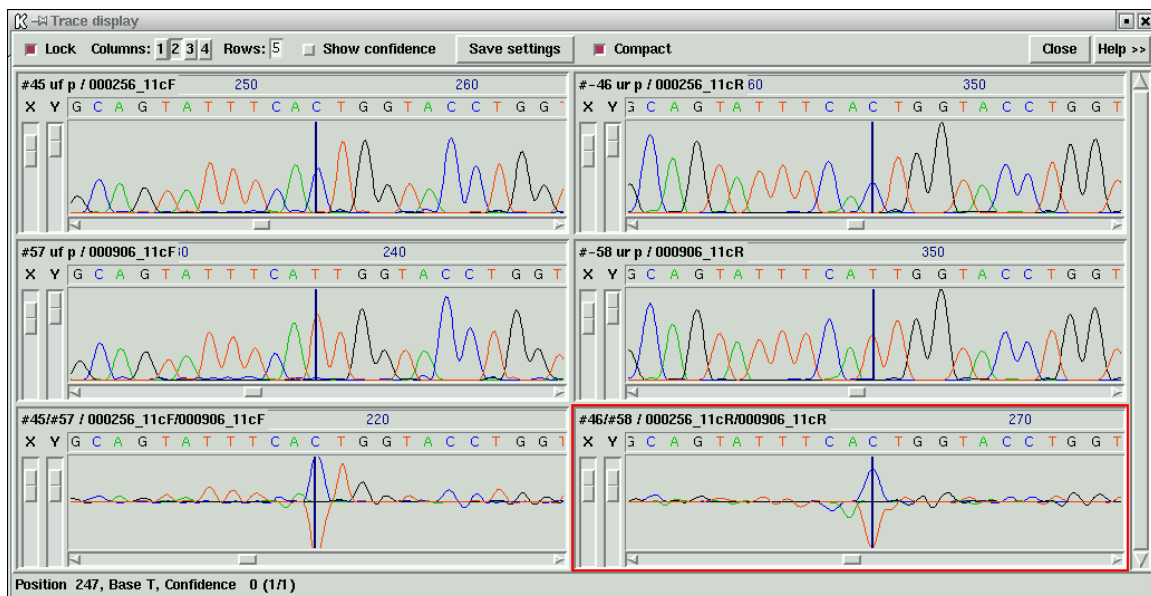 Trace display
Lock Columns: 1 2 3 4 Rows: 5 Show confidence Save settings Compact Close Help >>
#45 uf p / 000256_11cF 250 260
X Y G C A G T A T T T C A C T G G T A C C T G G T
#-46 ur p / 000256_11cR 60 350
X Y G C A G T A T T T C A C T G G T A C C T G G T
#57 uf p / 000906_11cF 240
X Y G C A G T A T T T C A T T G G T A C C T G G T
#-58 ur p / 000906_11cR 350
X Y G C A G T A T T T C A T T G G T A C C T G G T
#45/#57 / 000256_11cF/000906_11cF 220
X Y G C A G T A T T T C A C T G G T A C C T G G T
#46/#58 / 000256_11cR/000906_11cR 270
X Y G C A G T A T T T C A C T G G T A C C T G G T
Position 247, Base T, Confidence 0 (1/1)